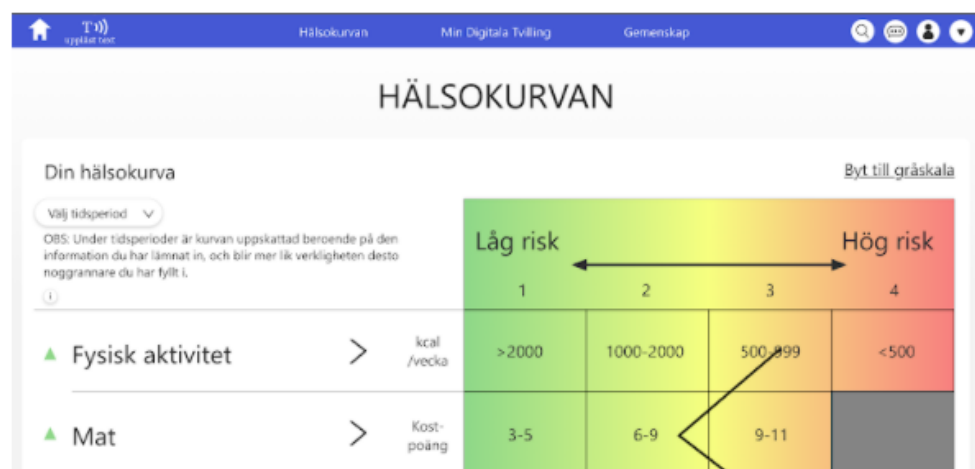 T
uppläst text
Hälsokurvan
Min Digitala Tvilling
Gemenskap
HÄLSOKURVAN
Din hälsokurva
Byt till gråskala
Välj tidsperiod
OBS: Under tidsperioder är kurvan uppskattad beroende på den
information du har lämnat in, och blir mer lik verkligheten desto
noggrannare du har fyllt i.
i
Låg risk
Hög risk
1 2 3 4
Fysisk aktivitet
kcal
/vecka
>2000 1000-2000 500-999 <500
Mat
Kost-
poäng
3-5 6-9 9-11